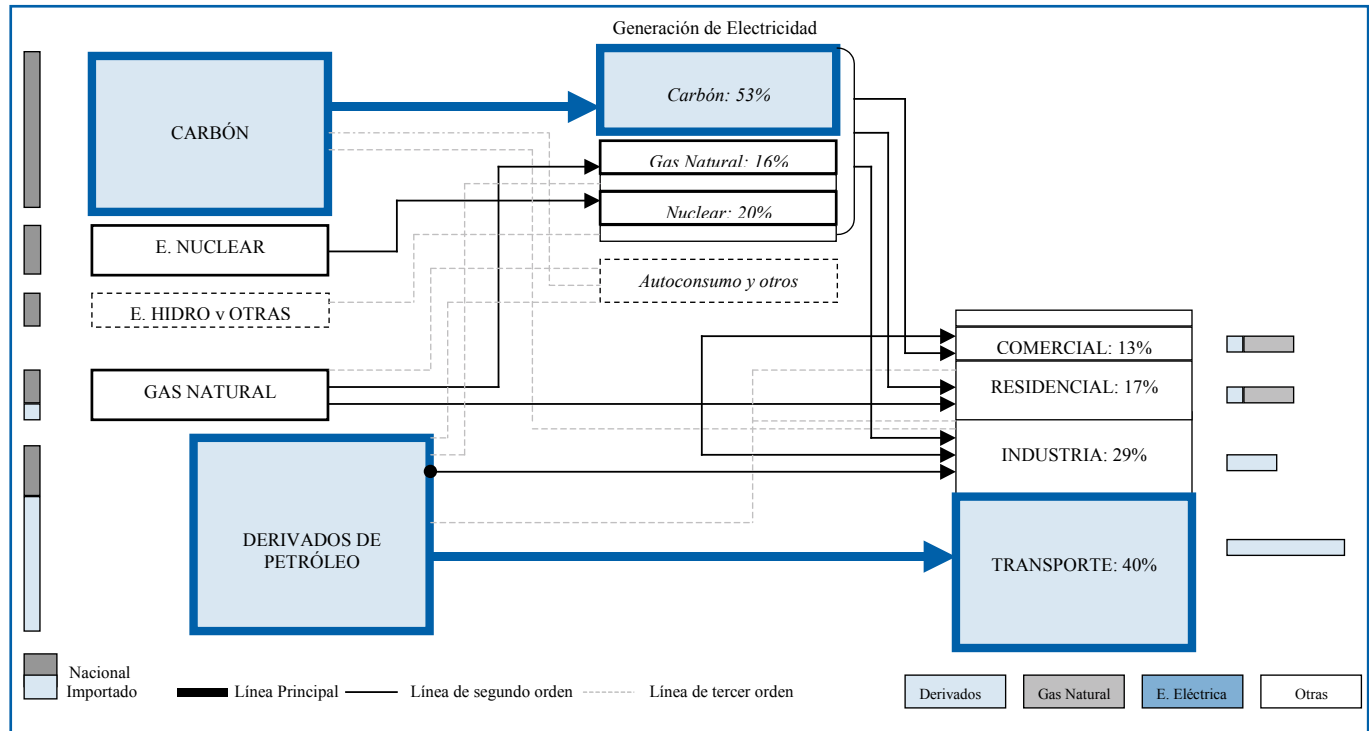 Generación de Electricidad
CARBÓN
Carbón: 53%
Gas Natural: 16%
Nuclear: 20%
E. NUCLEAR
Autoconsumo y otros
E. HIDRO y OTRAS
COMERCIAL: 13%
GAS NATURAL
RESIDENCIAL: 17%
INDUSTRIA: 29%
DERIVADOS DE
PETRÓLEO
TRANSPORTE: 40%
Nacional
Importado
Línea Principal
Línea de segundo orden
Línea de tercer orden
Derivados
Gas Natural
E. Eléctrica
Otras